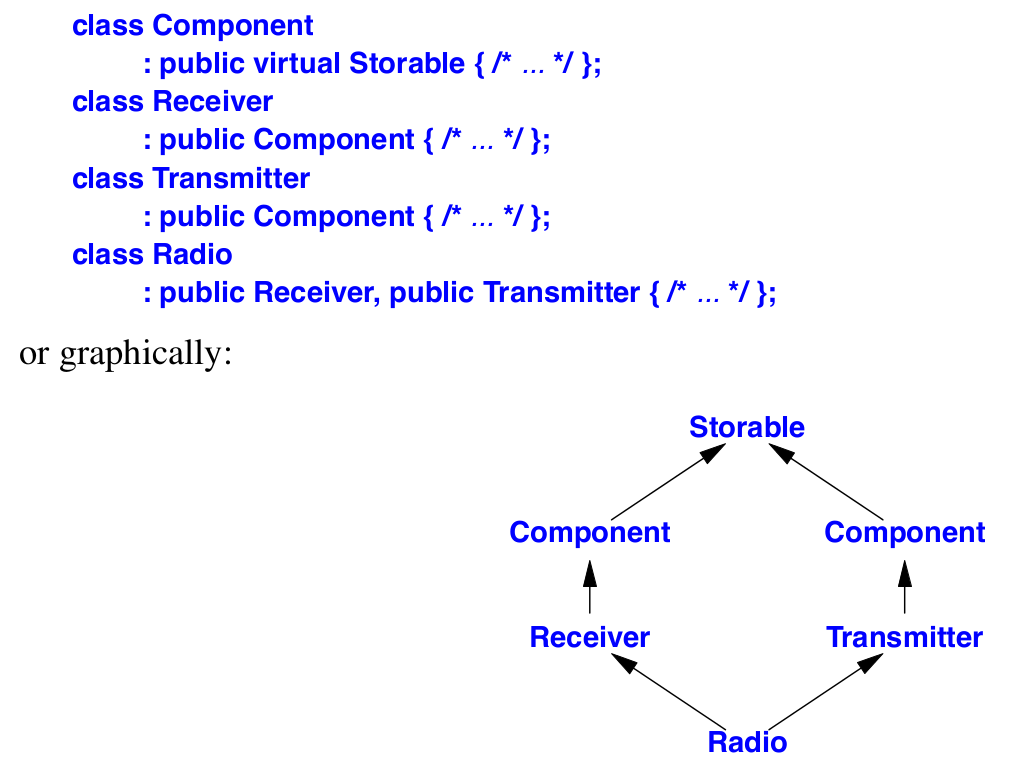 class Component
: public virtual Storable { /* ... */ };
class Receiver
: public Component { /* ... */ };
class Transmitter
: public Component { /* ... */ };
class Radio
: public Receiver, public Transmitter { /* ... */ };
or graphically:
Storable
Component Component
Receiver Transmitter
Radio